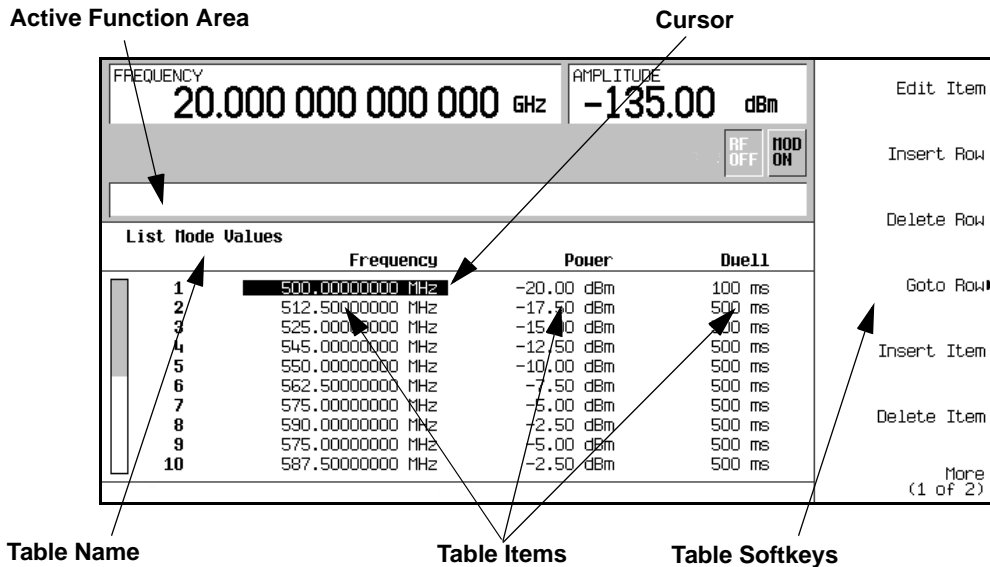 Active Function Area
Cursor
FREQUENCY
20.000 000 000 000 GHz
AMPLITUDE
-135.00 dBm
RF OFF
MOD ON
Edit Item
Insert Row
Delete Row
Goto Row
Insert Item
Delete Item
More
(1 of 2)
List Mode Values
Frequency Power Dwell
1 500.00000000 MHz -20.00 dBm 100 ms
2 512.50000000 MHz -17.50 dBm 500 ms
3 525.00000000 MHz -15.00 dBm 500 ms
4 545.00000000 MHz -12.50 dBm 500 ms
5 550.00000000 MHz -10.00 dBm 500 ms
6 562.50000000 MHz -7.50 dBm 500 ms
7 575.00000000 MHz -5.00 dBm 500 ms
8 590.00000000 MHz -2.50 dBm 500 ms
9 575.00000000 MHz -5.00 dBm 500 ms
10 587.50000000 MHz -2.50 dBm 500 ms
Table Name
Table Items
Table Softkeys